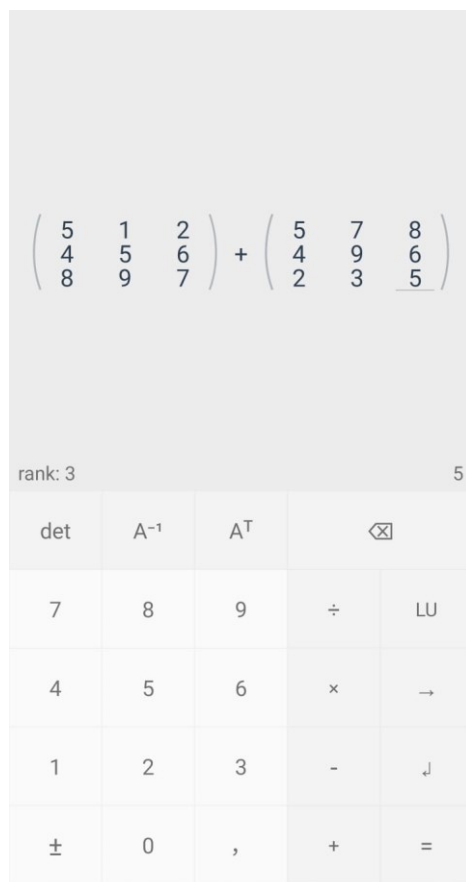 5 1 2 5 7 8
4 5 6 + 4 9 6
8 9 7 2 3 5
rank: 3 5
det A⁻¹ Aᵀ ⌫
7 8 9 ÷ LU
4 5 6 × →
1 2 3 - ↲
± 0 , + =